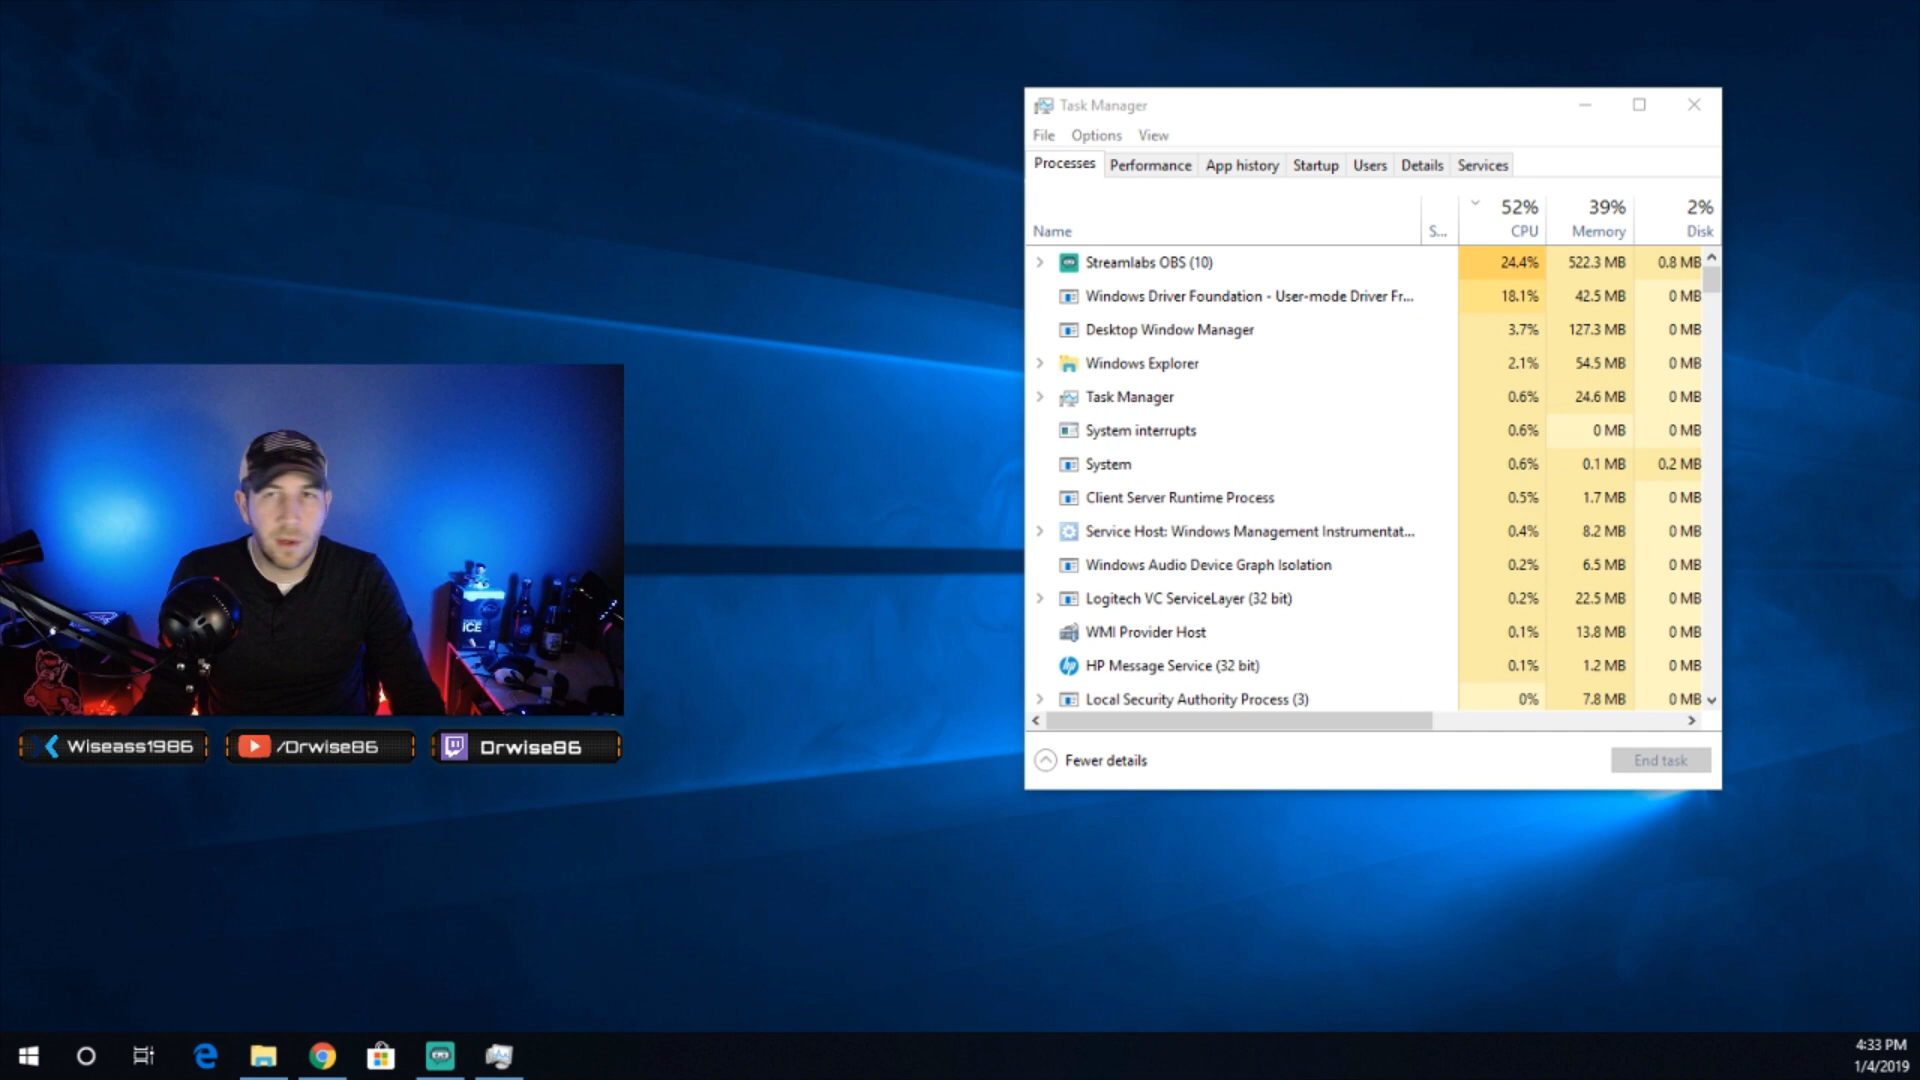 Task Manager
File Options View
Processes Performance App history Startup Users Details Services
52% 39% 2%
Name S... CPU Memory Disk
Streamlabs OBS (10) 24.4% 522.3 MB 0.8 MB
Windows Driver Foundation - User-mode Driver Fr... 18.1% 42.5 MB 0 MB
Desktop Window Manager 3.7% 127.3 MB 0 MB
Windows Explorer 2.1% 54.5 MB 0 MB
Task Manager 0.6% 24.6 MB 0 MB
System interrupts 0.6% 0 MB 0 MB
System 0.6% 0.1 MB 0.2 MB
Client Server Runtime Process 0.5% 1.7 MB 0 MB
Service Host: Windows Management Instrumentat... 0.4% 8.2 MB 0 MB
Windows Audio Device Graph Isolation 0.2% 6.5 MB 0 MB
Logitech VC ServiceLayer (32 bit) 0.2% 22.5 MB 0 MB
WMI Provider Host 0.1% 13.8 MB 0 MB
HP Message Service (32 bit) 0.1% 1.2 MB 0 MB
Local Security Authority Process (3) 0% 7.8 MB 0 MB
Fewer details End task
ICE
Wiseass1986 /Drwise86 Drwise86
4:33 PM
1/4/2019